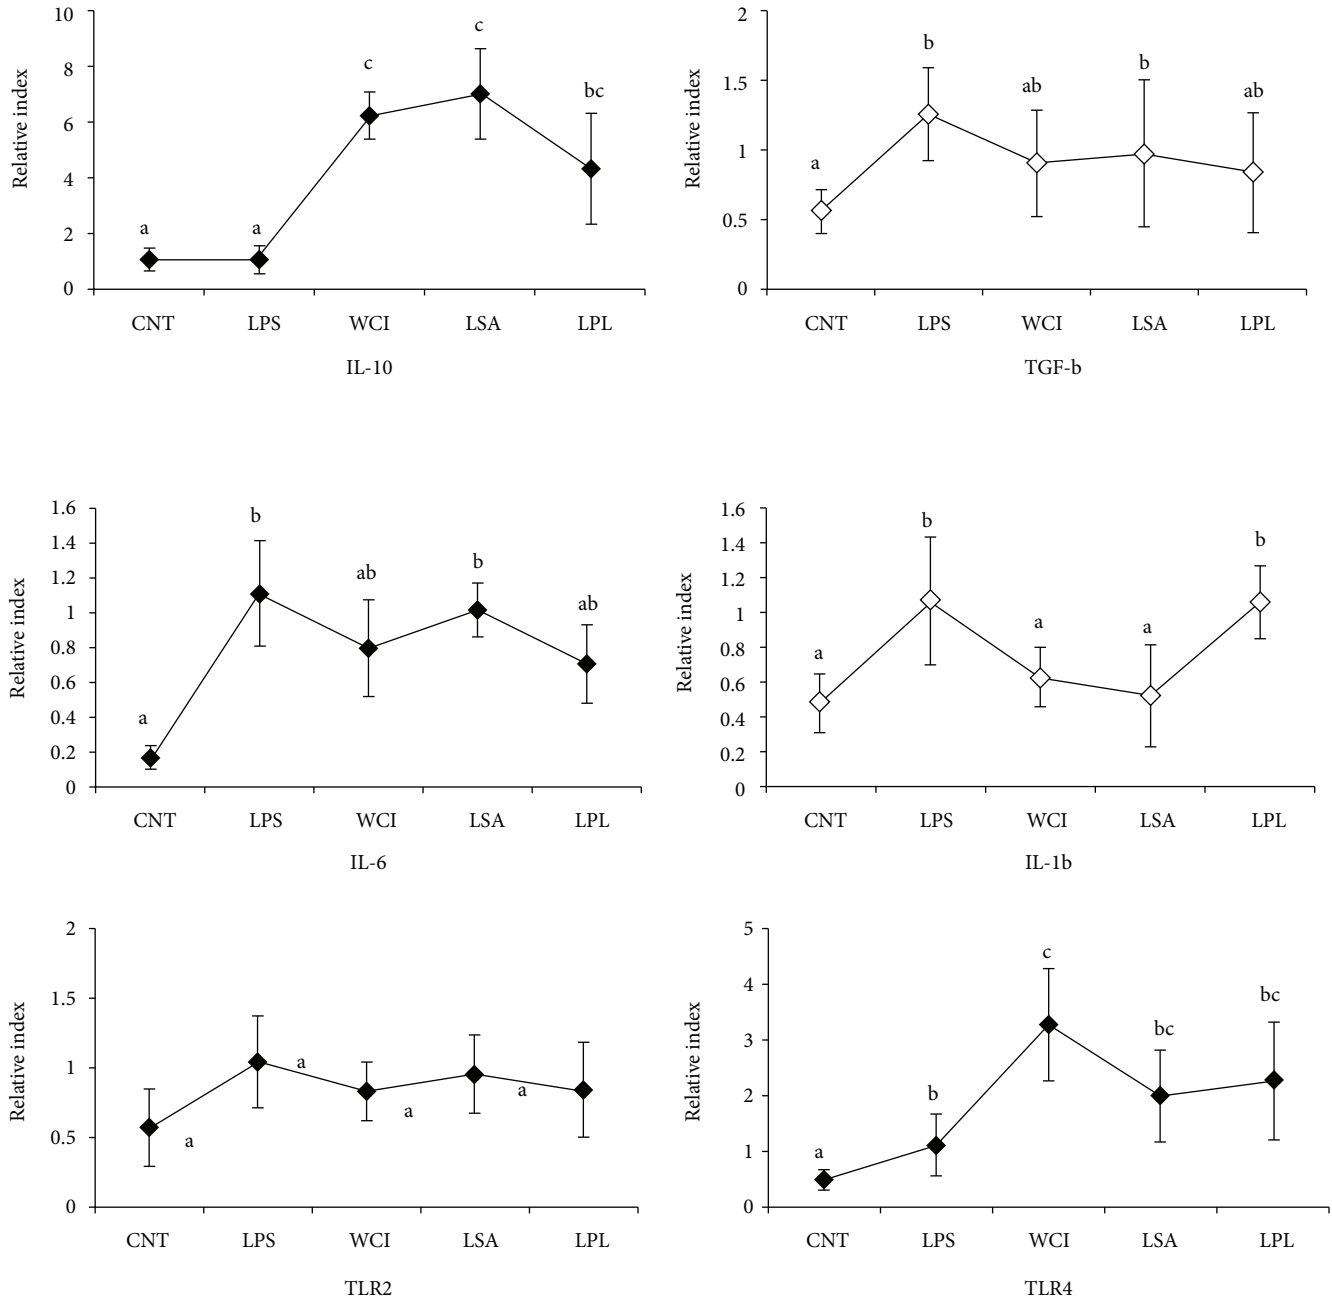 10
8
6
4
2
0
Relative index
a
a
c
c
bc
CNT LPS WCI LSA LPL
IL-10
2
1.5
1
0.5
0
Relative index
a
b
ab
b
ab
CNT LPS WCI LSA LPL
TGF-b
1.6
1.4
1.2
1
0.8
0.6
0.4
0.2
0
Relative index
a
b
ab
b
ab
CNT LPS WCI LSA LPL
IL-6
1.6
1.4
1.2
1
0.8
0.6
0.4
0.2
0
Relative index
a
b
a
a
b
CNT LPS WCI LSA LPL
IL-1b
2
1.5
1
0.5
0
Relative index
a
a
a
a
CNT LPS WCI LSA LPL
TLR2
5
4
3
2
1
0
Relative index
a
b
c
bc
bc
CNT LPS WCI LSA LPL
TLR4